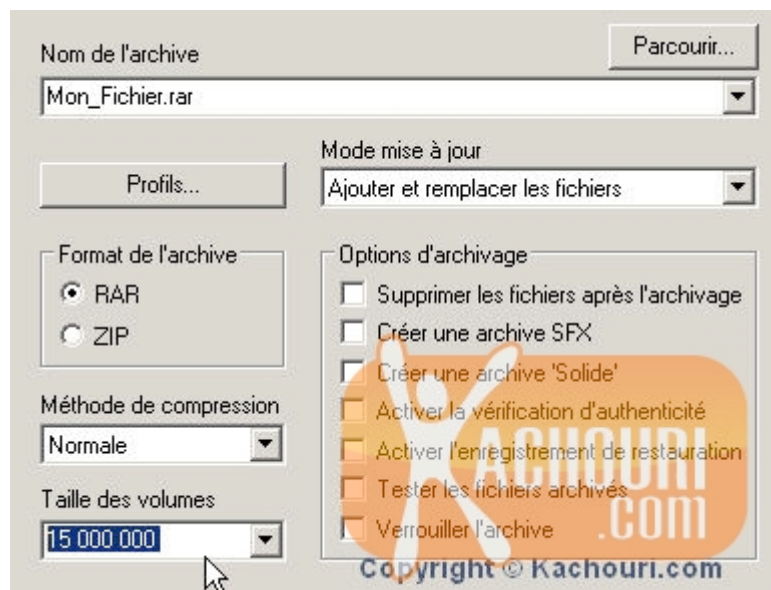 Nom de l'archive
Parcourir...
Mon_Fichier.rar
Mode mise à jour
Profils...
Ajouter et remplacer les fichiers
Format de l'archive
RAR
ZIP
Options d'archivage
Supprimer les fichiers après l'archivage
Créer une archive SFX
Créer une archive 'Solide'
Activer la vérification d'authenticité
Activer l'enregistrement de restauration
Tester les fichiers archivés
Verrouiller l'archive
Méthode de compression
Normale
Taille des volumes
15 000 000
KACHOURI
.COM
Copyright © Kachouri.com